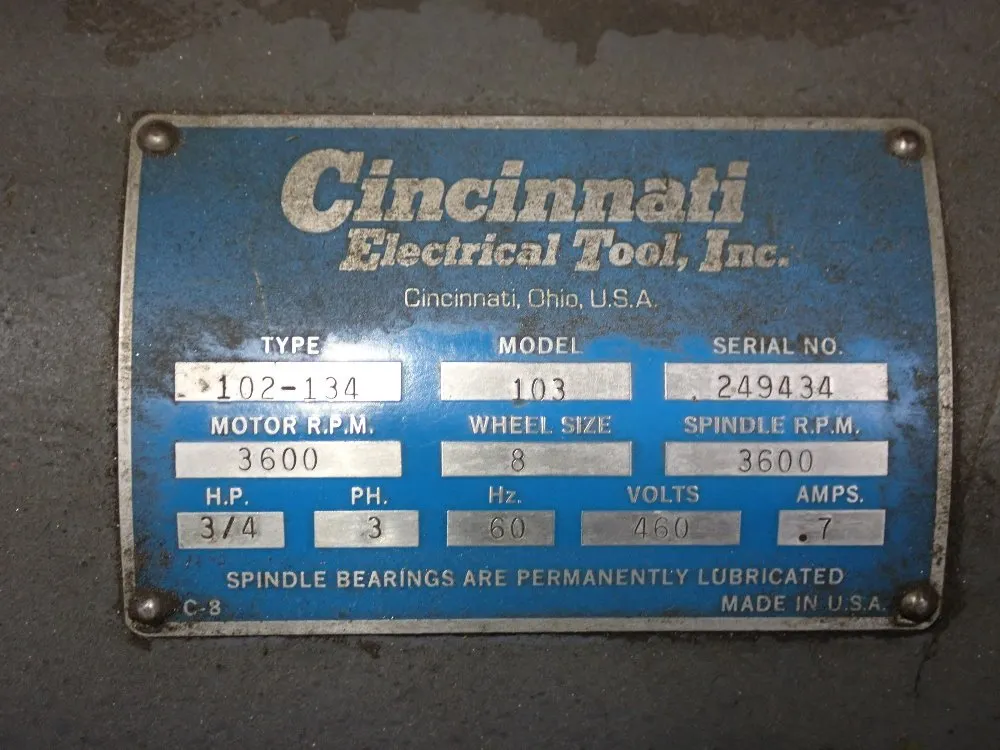 Cincinnati
Electrical Tool, Inc.
Cincinnati, Ohio, U.S.A.
TYPE MODEL SERIAL NO.
102-134 103 249434
MOTOR R.P.M. WHEEL SIZE SPINDLE R.P.M.
3600 8 3600
H.P. PH. Hz. VOLTS AMPS.
3/4 3 60 460 .7
SPINDLE BEARINGS ARE PERMANENTLY LUBRICATED
C-8 MADE IN U.S.A.